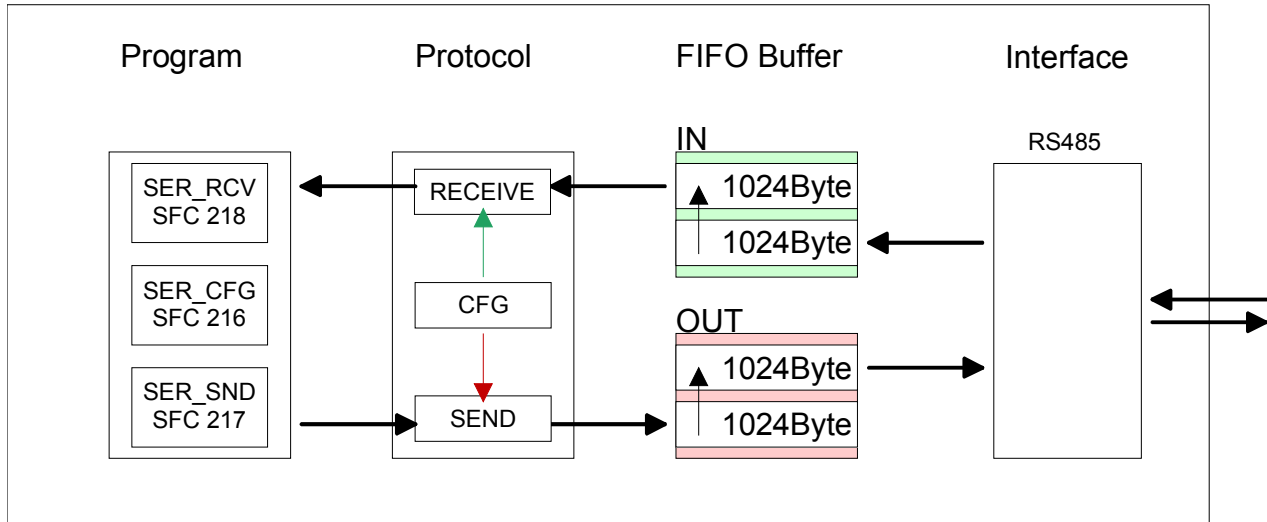 Program
Protocol
FIFO Buffer
Interface
SER_RCV
SFC 218
SER_CFG
SFC 216
SER_SND
SFC 217
RECEIVE
CFG
SEND
IN
1024Byte
1024Byte
OUT
1024Byte
1024Byte
RS485